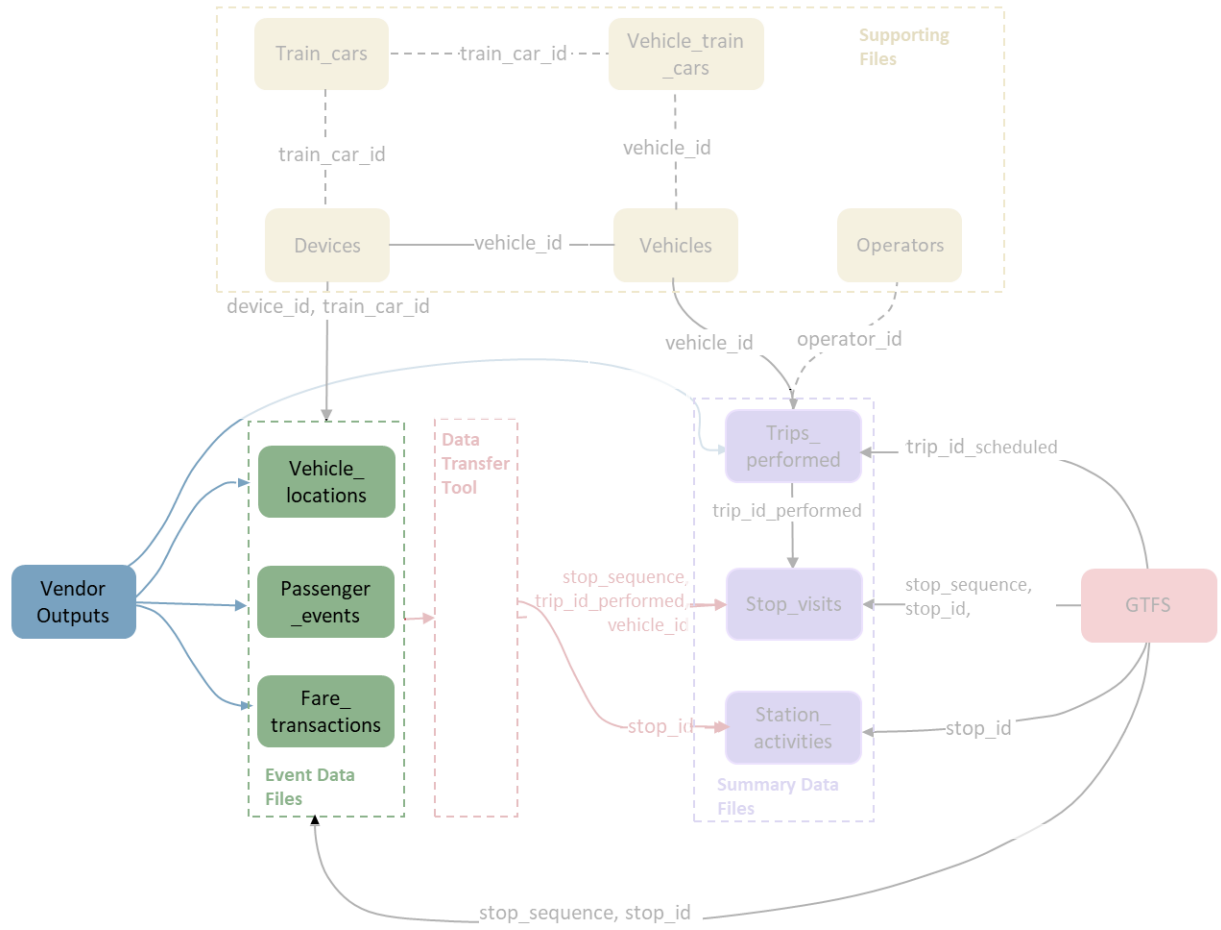 Train_cars
train_car_id
Vehicle_train
_cars
Supporting
Files
train_car_id
vehicle_id
Devices
vehicle_id
Vehicles
Operators
device_id, train_car_id
vehicle_id
operator_id
Vehicle_
locations
Data
Transfer
Tool
Trips_
performed
trip_id_scheduled
trip_id_performed
Vendor
Outputs
Passenger
_events
stop_sequence,
trip_id_performed,
vehicle_id
Stop_visits
stop_sequence,
stop_id,
GTFS
Fare_
transactions
stop_id
Station_
activities
stop_id
Event Data
Files
Summary Data
Files
stop_sequence, stop_id